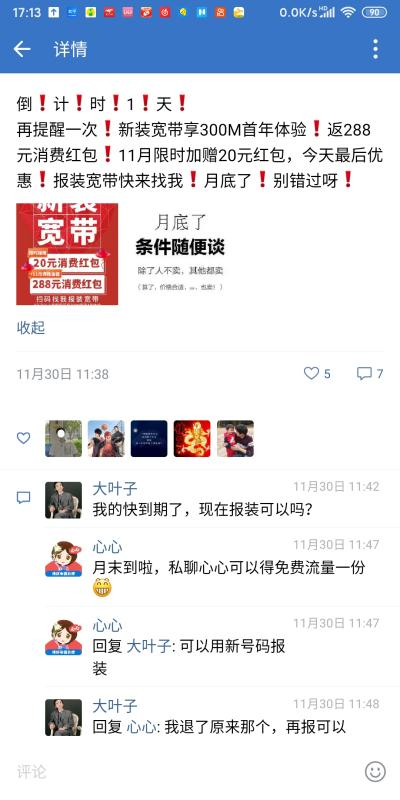 17:13
0.0K/s
HD
90
详情
倒❗计❗时❗1❗天❗
再提醒一次❗新装宽带享300M首年体验❗返288
元消费红包❗11月限时加赠20元红包，今天最后优
惠❗报装宽带快来找我❗月底了❗别错过呀❗
新装
宽带
20元消费红包
288元消费红包
扫码找我报装宽带
月底了
条件随便谈
除了人不卖，其他都卖
收起
11月30日 11:38
5
7
大叶子
11月30日 11:42
我的快到期了，现在报装可以吗？
心心
11月30日 11:47
月末到啦，私聊心心可以得免费流量一份
😁
心心
11月30日 11:47
回复 大叶子: 可以用新号码报
装
大叶子
11月30日 11:48
回复 心心: 我退了原来那个，再报可以
评论